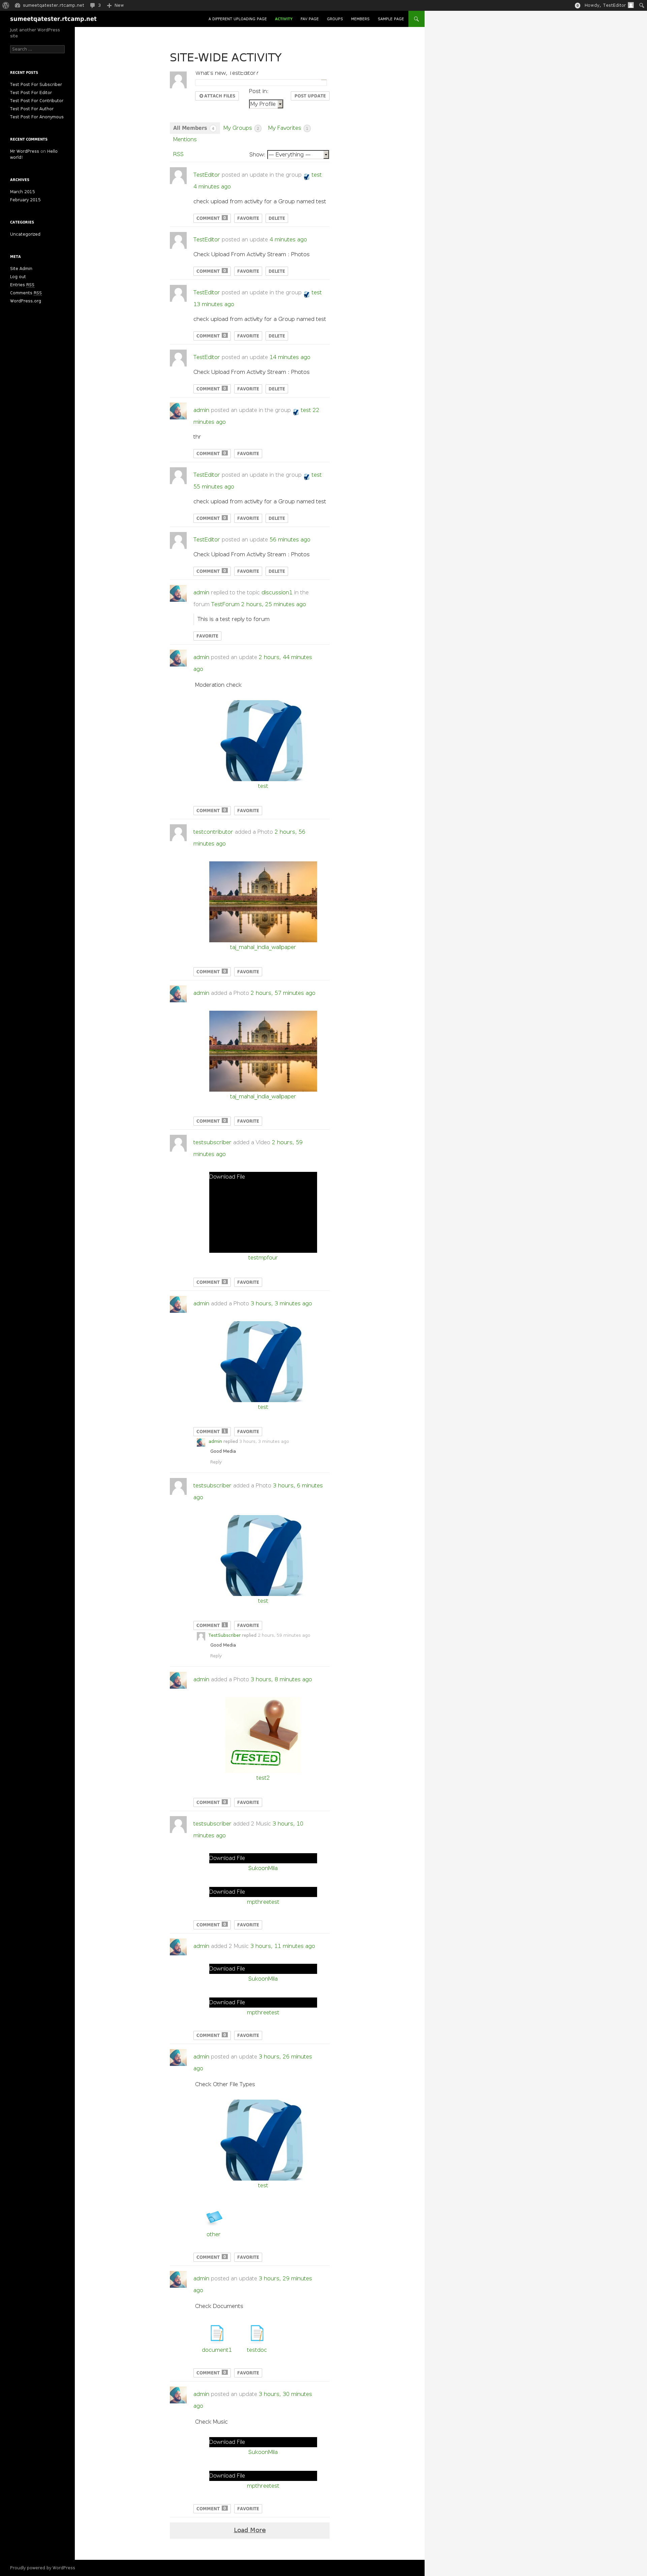 sumeetqatester.rtcamp.net 3 New Howdy, TestEditor
sumeetqatester.rtcamp.net
A DIFFERENT UPLOADING PAGE ACTIVITY FAV PAGE GROUPS MEMBERS SAMPLE PAGE
Just another WordPress
site
Search …
RECENT POSTS
Test Post For Subscriber
Test Post For Editor
Test Post For Contributor
Test Post For Author
Test Post For Anonymous
RECENT COMMENTS
Mr WordPress on Hello
world!
ARCHIVES
March 2015
February 2015
CATEGORIES
Uncategorized
META
Site Admin
Log out
Entries RSS
Comments RSS
WordPress.org
SITE-WIDE ACTIVITY
What's new, TestEditor?
ATTACH FILES
Post in:
My Profile
POST UPDATE
All Members My Groups My Favorites
Mentions
RSS
Show: — Everything —
TestEditor posted an update in the group test
4 minutes ago
check upload from activity for a Group named test
COMMENT 0 FAVORITE DELETE
TestEditor posted an update 4 minutes ago
Check Upload From Activity Stream : Photos
COMMENT 0 FAVORITE DELETE
TestEditor posted an update in the group test
13 minutes ago
check upload from activity for a Group named test
COMMENT 0 FAVORITE DELETE
TestEditor posted an update 14 minutes ago
Check Upload From Activity Stream : Photos
COMMENT 0 FAVORITE DELETE
admin posted an update in the group test 22
minutes ago
thr
COMMENT 0 FAVORITE
TestEditor posted an update in the group test
55 minutes ago
check upload from activity for a Group named test
COMMENT 0 FAVORITE DELETE
TestEditor posted an update 56 minutes ago
Check Upload From Activity Stream : Photos
COMMENT 0 FAVORITE DELETE
admin replied to the topic discussion1 in the
forum TestForum 2 hours, 25 minutes ago
This is a test reply to forum
FAVORITE
admin posted an update 2 hours, 44 minutes
ago
Moderation check
test
COMMENT 0 FAVORITE
testcontributor added a Photo 2 hours, 56
minutes ago
taj_mahal_india_wallpaper
COMMENT 0 FAVORITE
admin added a Photo 2 hours, 57 minutes ago
taj_mahal_india_wallpaper
COMMENT 0 FAVORITE
testsubscriber added a Video 2 hours, 59
minutes ago
Download File
testmpfour
COMMENT 0 FAVORITE
admin added a Photo 3 hours, 3 minutes ago
test
COMMENT 1 FAVORITE
admin replied 3 hours, 3 minutes ago
Good Media
Reply
testsubscriber added a Photo 3 hours, 6 minutes
ago
test
COMMENT 1 FAVORITE
TestSubscriber replied 2 hours, 59 minutes ago
Good Media
Reply
admin added a Photo 3 hours, 8 minutes ago
TESTED
test2
COMMENT 0 FAVORITE
testsubscriber added 2 Music 3 hours, 10
minutes ago
Download File
SukoonMila
Download File
mpthreetest
COMMENT 0 FAVORITE
admin added 2 Music 3 hours, 11 minutes ago
Download File
SukoonMila
Download File
mpthreetest
COMMENT 0 FAVORITE
admin posted an update 3 hours, 26 minutes
ago
Check Other File Types
test
other
COMMENT 0 FAVORITE
admin posted an update 3 hours, 29 minutes
ago
Check Documents
document1 testdoc
COMMENT 0 FAVORITE
admin posted an update 3 hours, 30 minutes
ago
Check Music
Download File
SukoonMila
Download File
mpthreetest
COMMENT 0 FAVORITE
Load More
Proudly powered by WordPress